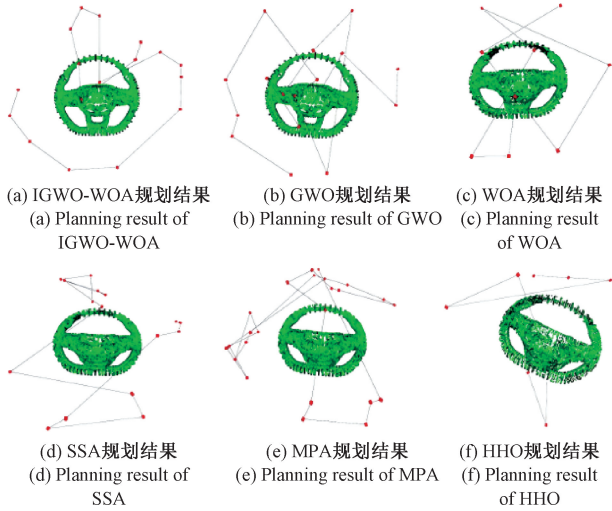 (a) IGWO-WOA规划结果
(a) Planning result of
IGWO-WOA
(b) GWO规划结果
(b) Planning result of GWO
(c) WOA规划结果
(c) Planning result
of WOA
(d) SSA规划结果
(d) Planning result of
SSA
(e) MPA规划结果
(e) Planning result of MPA
(f) HHO规划结果
(f) Planning result
of HHO